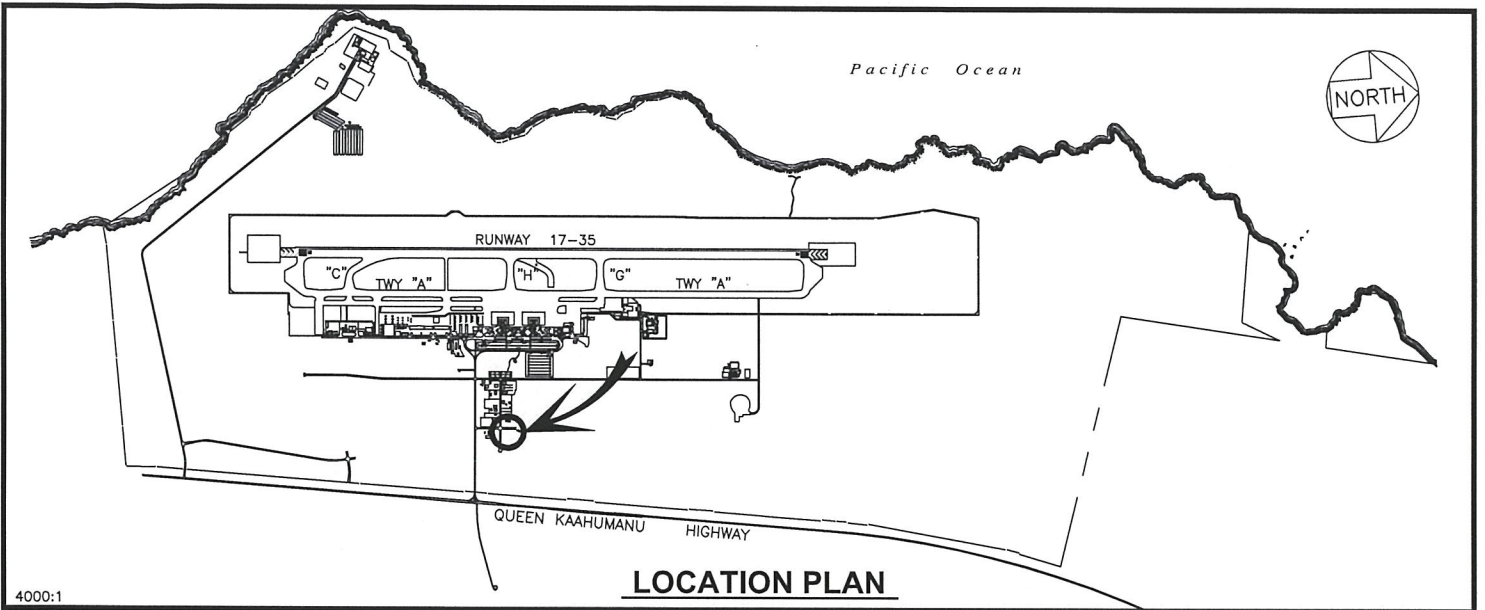 Pacific Ocean
NORTH
RUNWAY 17-35
"C"
TWY "A"
"H"
"G"
TWY "A"
QUEEN KAAHUMANU HIGHWAY
LOCATION PLAN
4000:1